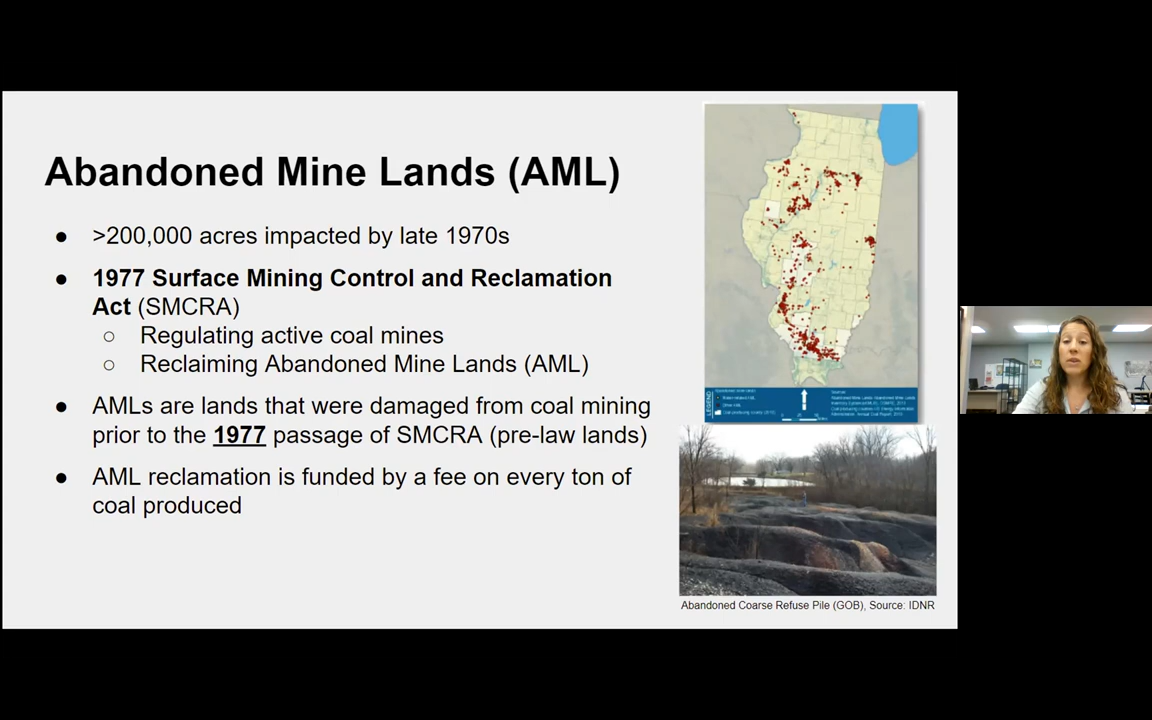 Abandoned Mine Lands (AML)
● >200,000 acres impacted by late 1970s
● 1977 Surface Mining Control and Reclamation
Act (SMCRA)
○ Regulating active coal mines
○ Reclaiming Abandoned Mine Lands (AML)
● AMLs are lands that were damaged from coal mining
prior to the 1977 passage of SMCRA (pre-law lands)
● AML reclamation is funded by a fee on every ton of
coal produced
LEGEND
Abandoned Coarse Refuse Pile (GOB), Source: IDNR